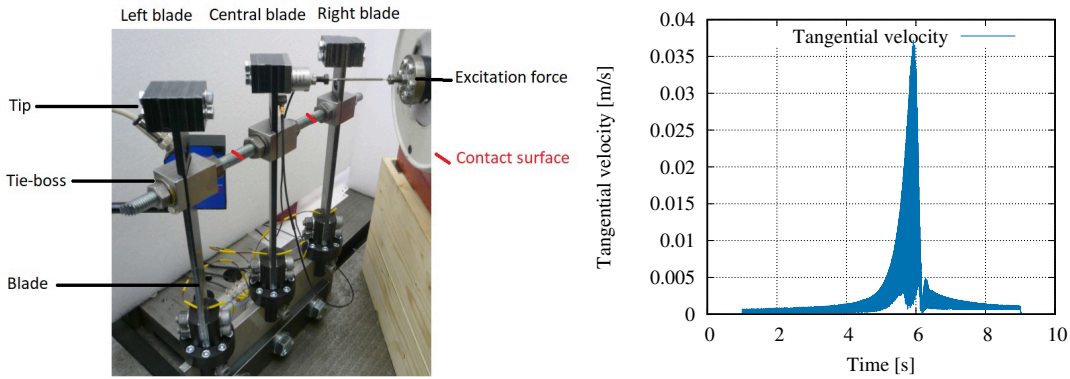 Left blade Central blade Right blade
Tip
Excitation force
Contact surface
Tie-boss
Blade
0.04
0.035
0.03
0.025
0.02
0.015
0.01
0.005
0
0 2 4 6 8 10
Tangential velocity [m/s]
Time [s]
Tangential velocity